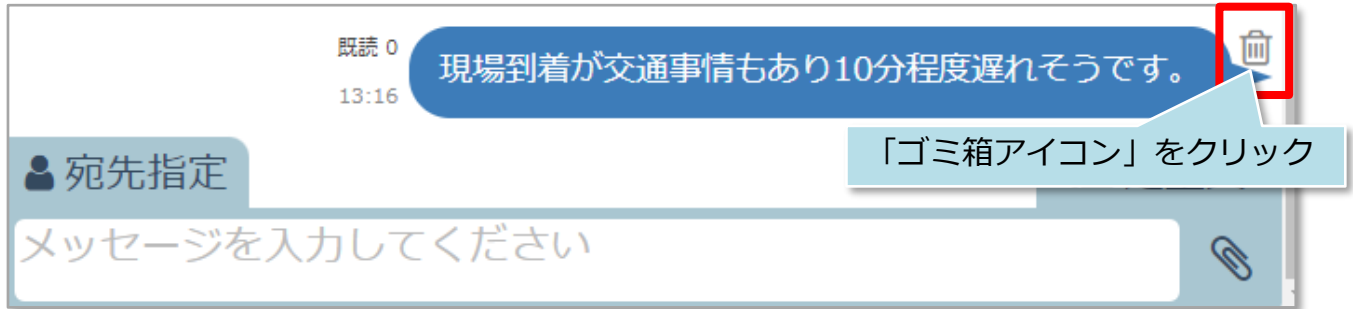 既読 0
現場到着が交通事情もあり10分程度遅れそうです。
13:16
「ゴミ箱アイコン」をクリック
宛先指定
メッセージを入力してください